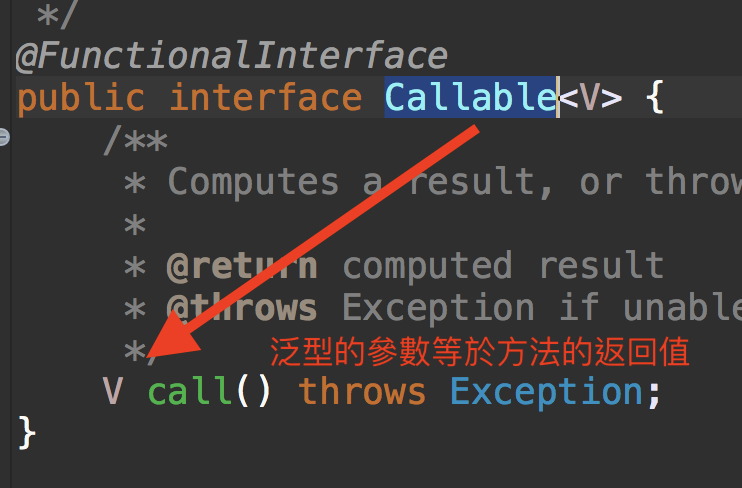 */
@FunctionalInterface
public interface Callable<V> {
/**
* Computes a result, or throw
*
* @return computed result
* @throws Exception if unable
*/
泛型的參數等於方法的返回值
V call() throws Exception;
}